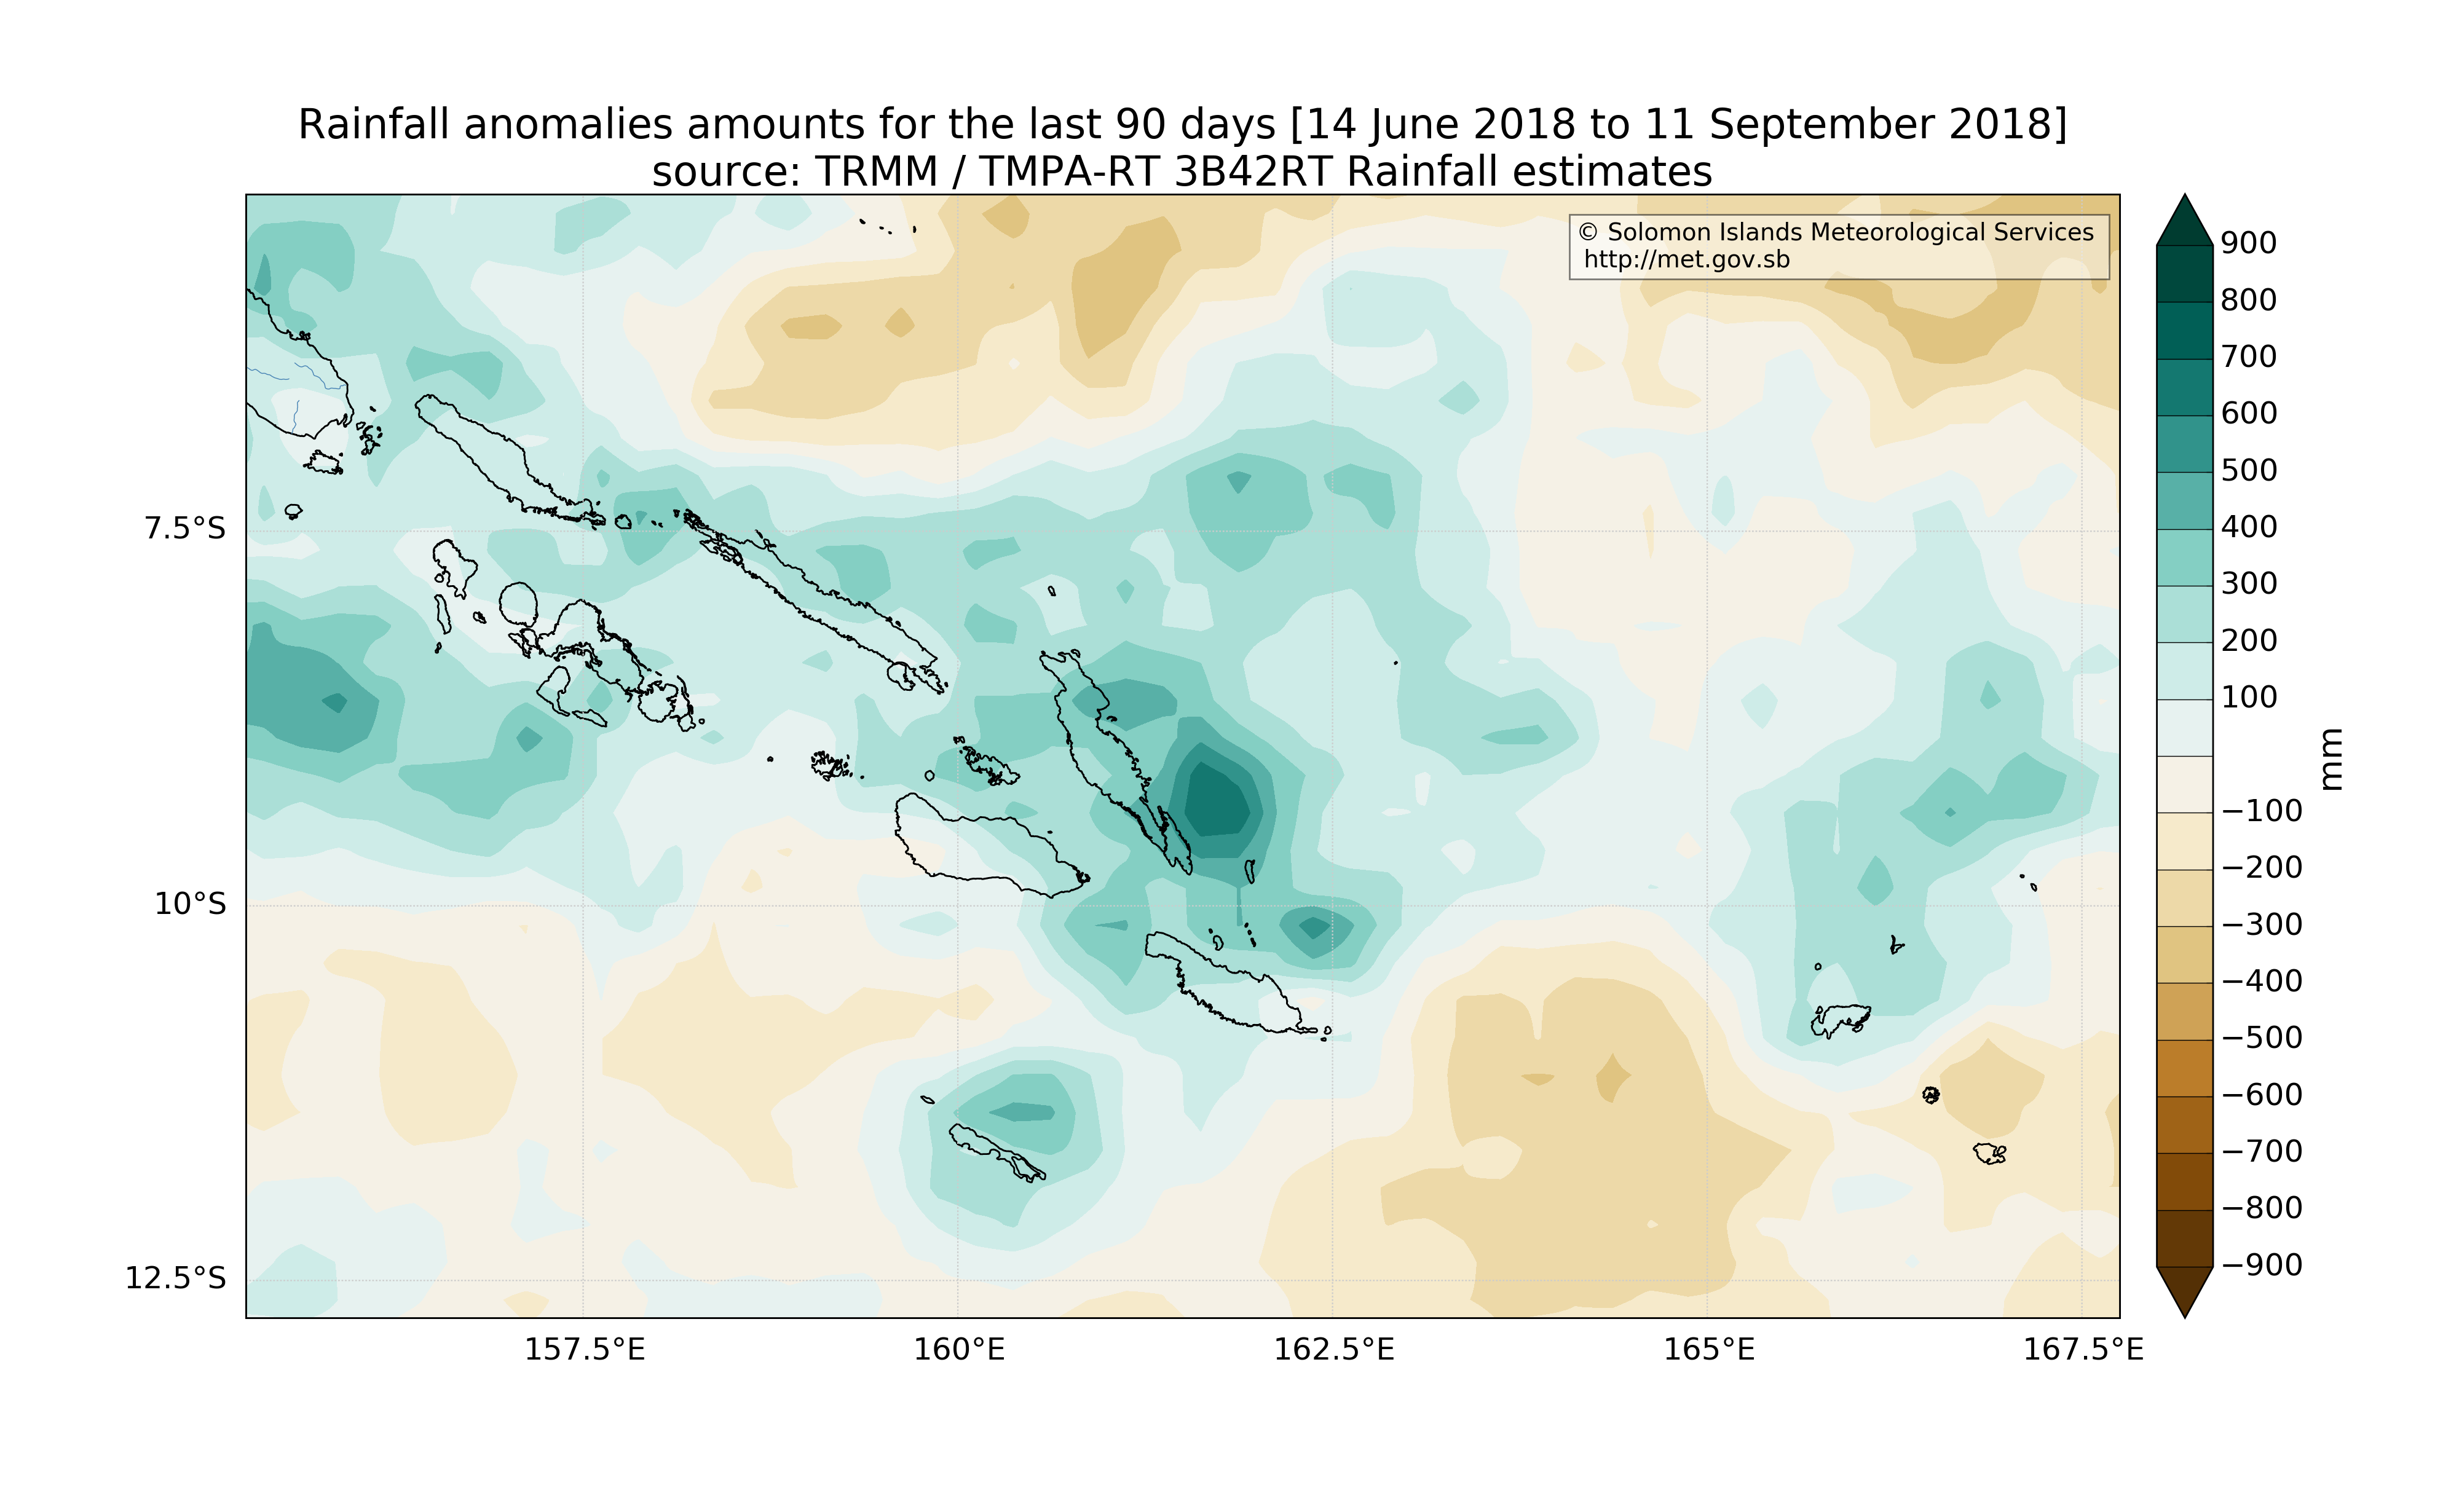 Rainfall anomalies amounts for the last 90 days [14 June 2018 to 11 September 2018]
source: TRMM / TMPA-RT 3B42RT Rainfall estimates
© Solomon Islands Meteorological Services
http://met.gov.sb
7.5°S
10°S
12.5°S
157.5°E
160°E
162.5°E
165°E
167.5°E
900
800
700
600
500
400
300
200
100
−100
−200
−300
−400
−500
−600
−700
−800
−900
mm